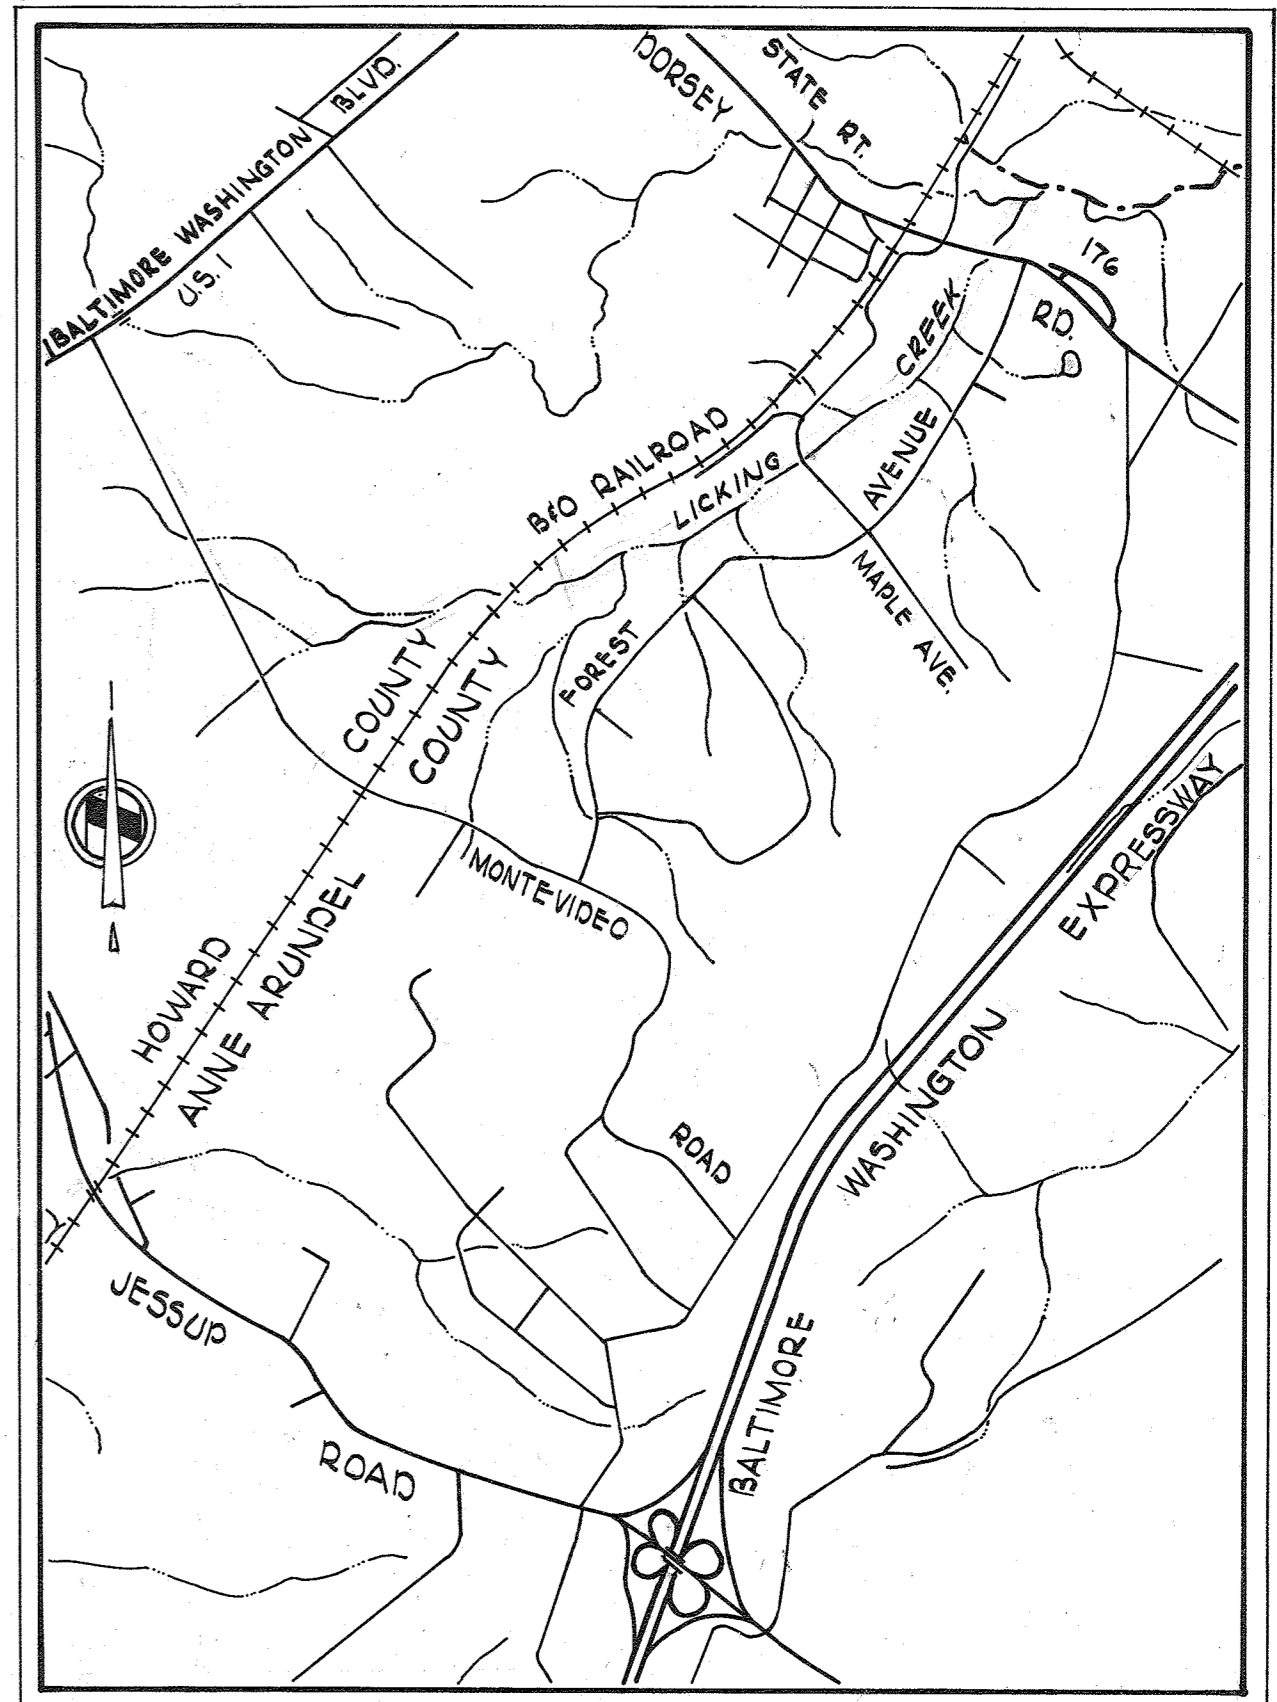 BALTIMORE WASHINGTON BLVD.
U.S. 1
DORSEY RD.
STATE RT. 176
B&O RAILROAD
LICKING CREEK
FOREST AVENUE
MAPLE AVE.
HOWARD COUNTY
ANNE ARUNDEL COUNTY
MONTEVIDEO ROAD
BALTIMORE WASHINGTON EXPRESSWAY
JESSUP ROAD